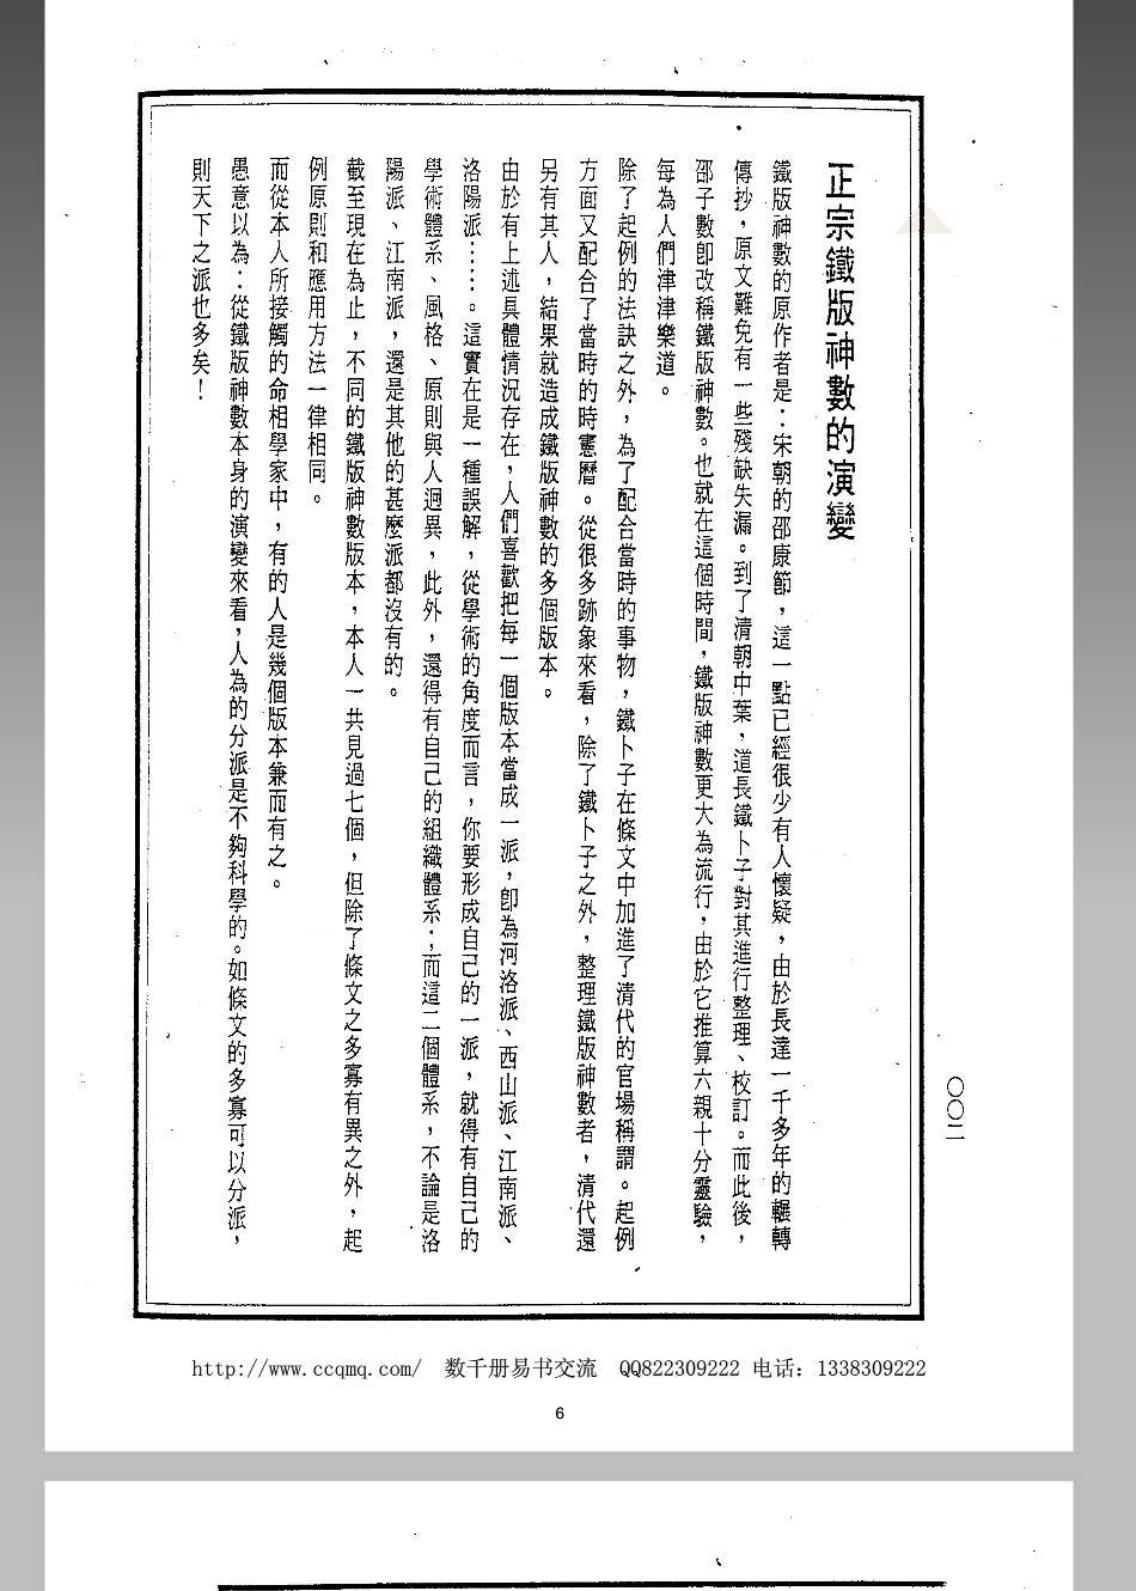 正宗鐵版神數的演變
鐵版神數的原作者是：宋朝的邵康節，這一點已經很少有人懷疑，由於長達一千多年的輾轉
傳抄，原文難免有一些殘缺失漏。到了清朝中葉，道長鐵卜子對其進行整理、校訂。而此後，
邵子數卽改稱鐵版神數。也就在這個時間，鐵版神數更大為流行，由於它推算六親十分靈驗，
每為人們津津樂道。
除了起例的法訣之外，為了配合當時的事物，鐵卜子在條文中加進了清代的官場稱謂。起例
方面又配合了當時的時憲曆。從很多跡象來看，除了鐵卜子之外，整理鐵版神數者，清代還
另有其人，結果就造成鐵版神數的多個版本。
由於有上述具體情況存在，人們喜歡把每一個版本當成一派，卽為河洛派、西山派、江南派、
洛陽派……。這實在是一種誤解，從學術的角度而言，你要形成自己的一派，就得有自己的
學術體系、風格、原則與人迥異，此外，還得有自己的組織體系；而這二個體系，不論是洛
陽派、江南派，還是其他的甚麼派都沒有的。
截至現在為止，不同的鐵版神數版本，本人一共見過七個，但除了條文之多寡有異之外，起
例原則和應用方法一律相同。
而從本人所接觸的命相學家中，有的人是幾個版本兼而有之。
愚意以為：從鐵版神數本身的演變來看，人為的分派是不夠科學的。如條文的多寡可以分派，
則天下之派也多矣！
〇〇二
http://www.ccqmq.com/ 数千册易书交流 QQ822309222 电话：1338309222
6